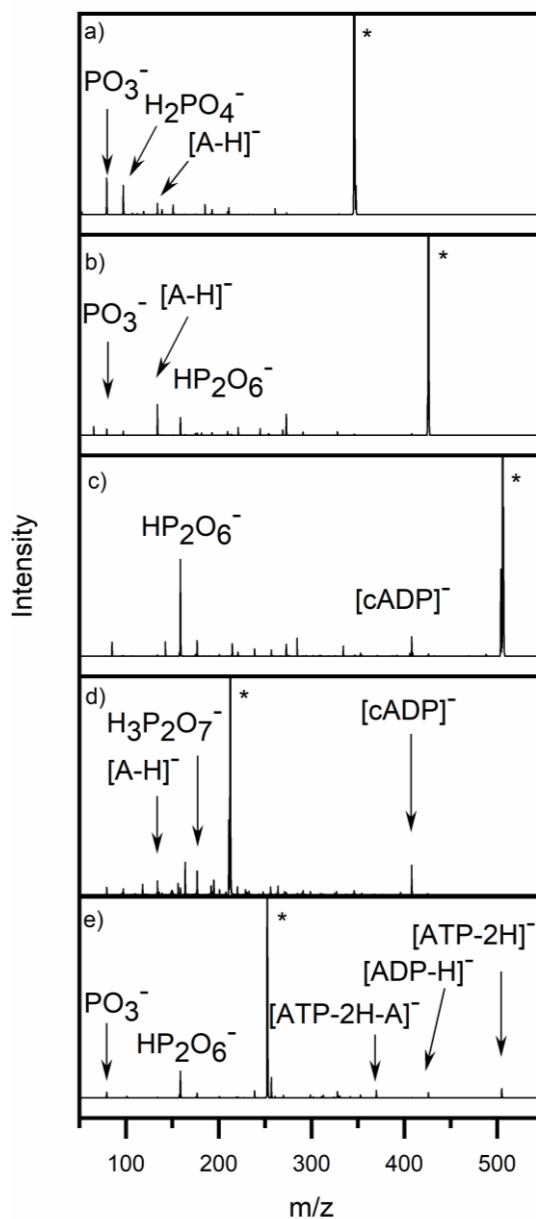 a)
*
PO₃⁻
H₂PO₄⁻
[A-H]⁻
b)
*
[A-H]⁻
PO₃⁻
HP₂O₆⁻
c)
*
HP₂O₆⁻
[cADP]⁻
d)
*
H₃P₂O₇⁻
[cADP]⁻
[A-H]⁻
e)
*
[ATP-2H]⁻
[ADP-H]⁻
PO₃⁻
[ATP-2H-A]⁻
HP₂O₆⁻
Intensity
100 200 300 400 500
m/z